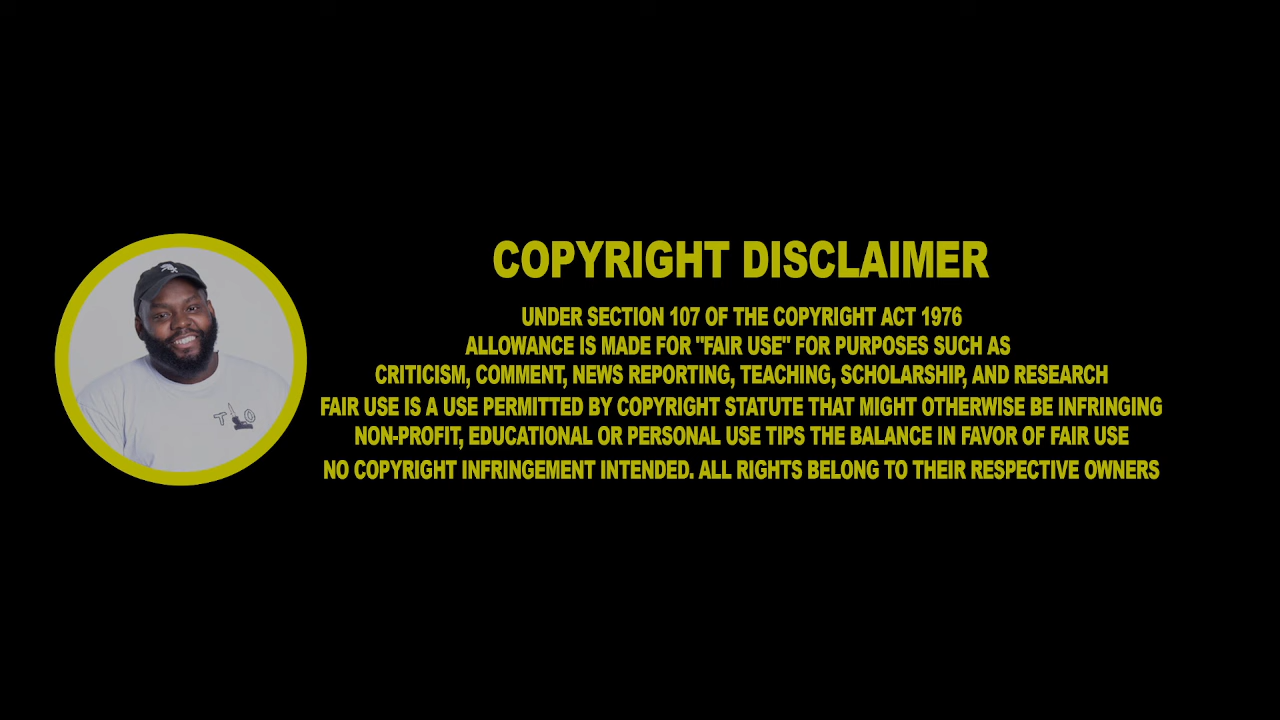 COPYRIGHT DISCLAIMER
UNDER SECTION 107 OF THE COPYRIGHT ACT 1976
ALLOWANCE IS MADE FOR "FAIR USE" FOR PURPOSES SUCH AS
CRITICISM, COMMENT, NEWS REPORTING, TEACHING, SCHOLARSHIP, AND RESEARCH
FAIR USE IS A USE PERMITTED BY COPYRIGHT STATUTE THAT MIGHT OTHERWISE BE INFRINGING
NON-PROFIT, EDUCATIONAL OR PERSONAL USE TIPS THE BALANCE IN FAVOR OF FAIR USE
NO COPYRIGHT INFRINGEMENT INTENDED. ALL RIGHTS BELONG TO THEIR RESPECTIVE OWNERS